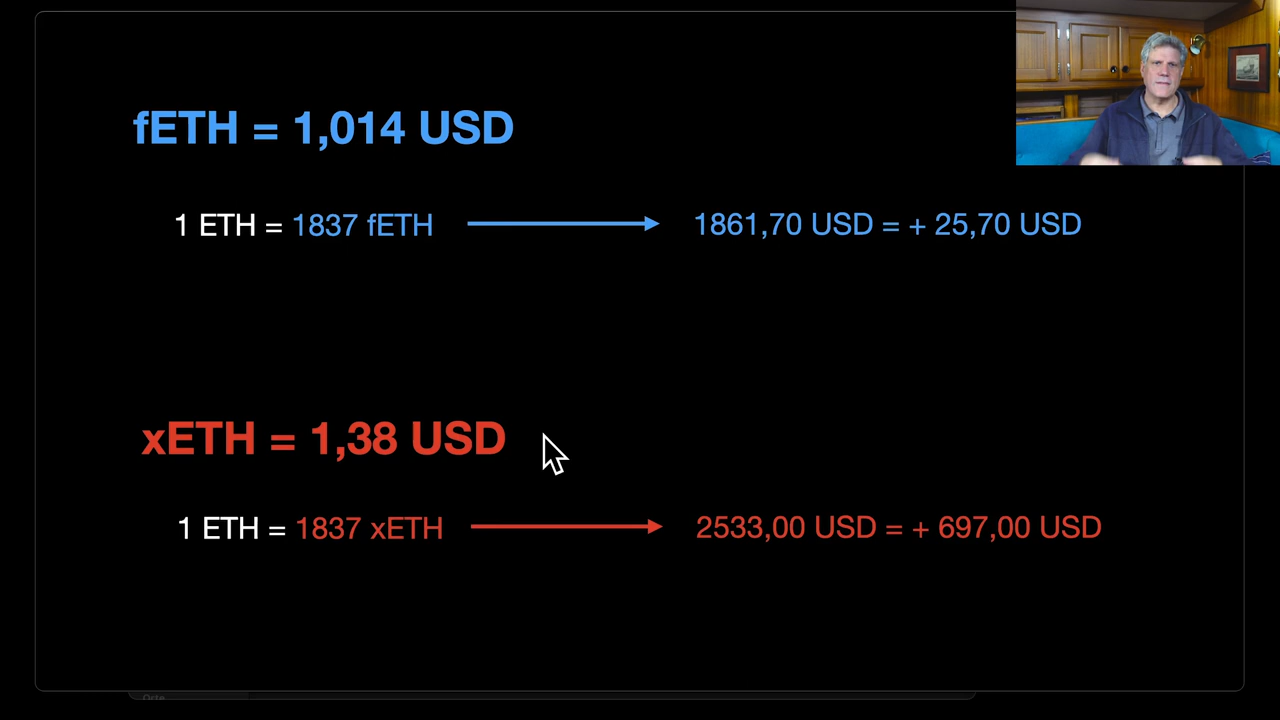 fETH = 1,014 USD
1 ETH = 1837 fETH
1861,70 USD = + 25,70 USD
xETH = 1,38 USD
1 ETH = 1837 xETH
2533,00 USD = + 697,00 USD
Orte